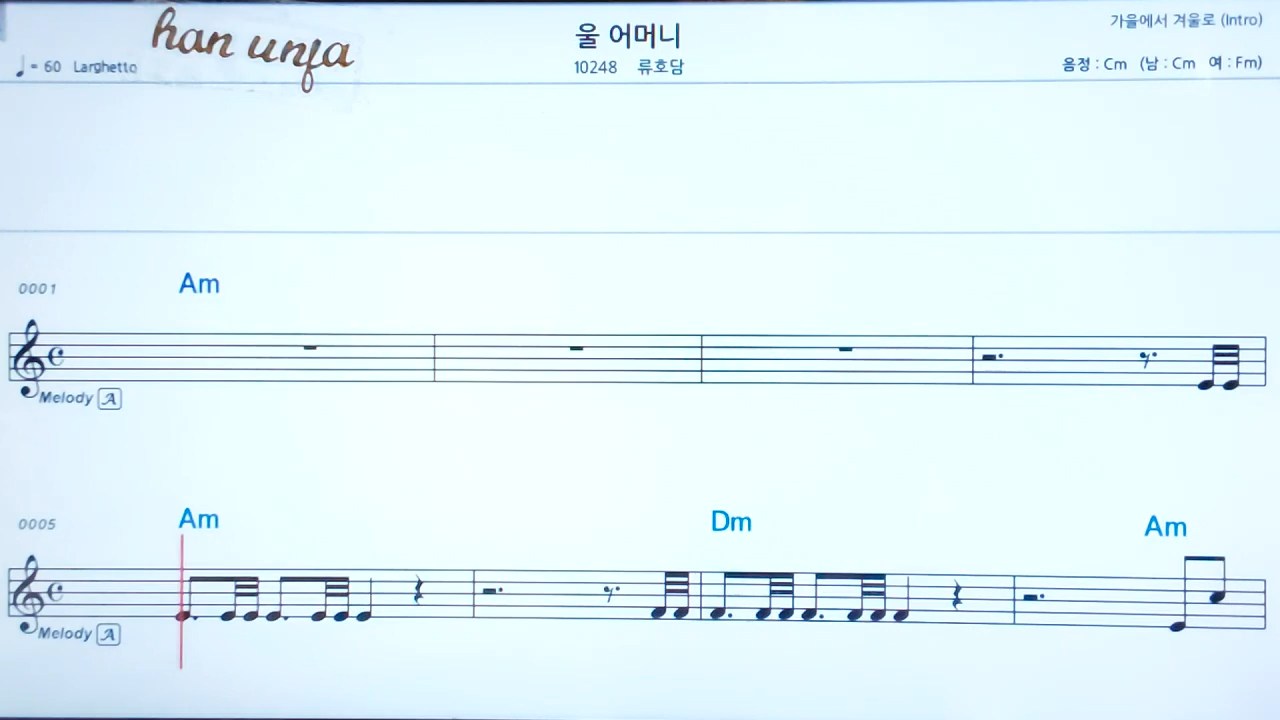 han unfa
울 어머니
가을에서 겨울로 (Intro)
♩= 60 Larghetto
10248 류호담
음정 : Cm (남 : Cm 여 : Fm)
0001
Am
Melody A
0005
Am
Dm
Am
Melody A